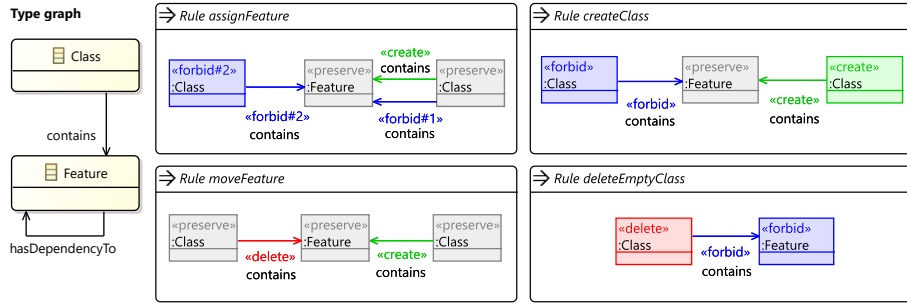 Type graph
Class
contains
Feature
hasDependencyTo
Rule assignFeature
«forbid#2»
:Class
«forbid#2»
contains
«preserve»
:Feature
«create»
contains
«forbid#1»
contains
«preserve»
:Class
Rule createClass
«forbid»
:Class
«forbid»
contains
«preserve»
:Feature
«create»
contains
«create»
:Class
Rule moveFeature
«preserve»
:Class
«delete»
contains
«preserve»
:Feature
«create»
contains
«preserve»
:Class
Rule deleteEmptyClass
«delete»
:Class
«forbid»
contains
«forbid»
:Feature